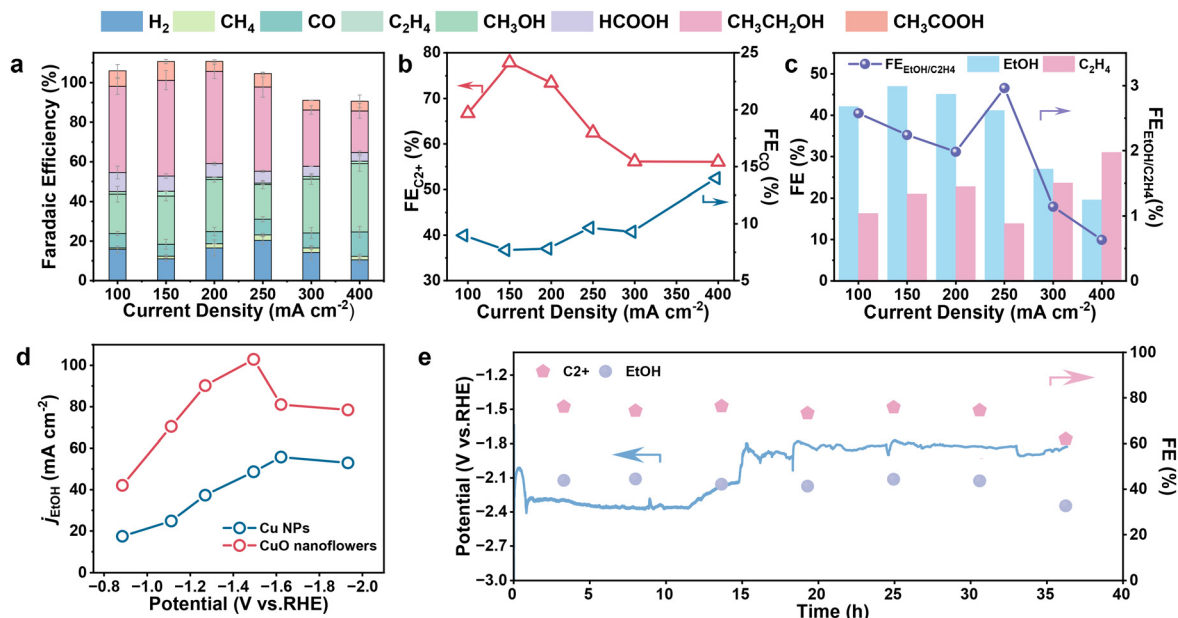 H₂ CH₄ CO C₂H₄ CH₃OH HCOOH CH₃CH₂OH CH₃COOH
a
Faradaic Efficiency (%)
100
80
60
40
20
0
100 150 200 250 300 400
Current Density (mA cm⁻²)
b
FE_C2+ (%)
80
70
60
50
40
30
FE_CO (%)
25
20
15
10
5
100 150 200 250 300 400
Current Density (mA cm⁻²)
c
FE_EtOH/C2H4 EtOH C₂H₄
FE (%)
50
40
30
20
10
0
FE_EtOH/C2H4(%)
3
2
1
0
100 150 200 250 300 400
Current Density (mA cm⁻²)
d
j_EtOH (mA cm⁻²)
100
80
60
40
20
0
Cu NPs
CuO nanoflowers
−0.8 −1.0 −1.2 −1.4 −1.6 −1.8 −2.0
Potential (V vs.RHE)
e
C2+ EtOH
Potential (V vs.RHE)
−1.2
−1.5
−1.8
−2.1
−2.4
−2.7
−3.0
FE (%)
100
80
60
40
20
0
0 5 10 15 20 25 30 35 40
Time (h)